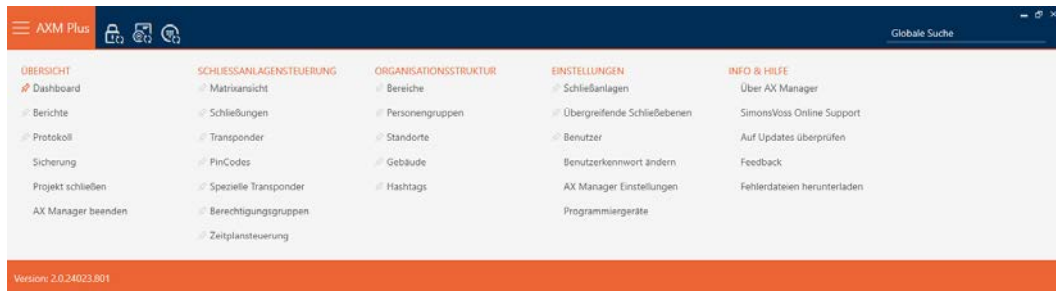 AXM Plus
Globale Suche
ÜBERSICHT
Dashboard
Berichte
Protokoll
Sicherung
Projekt schließen
AX Manager beenden
SCHLIESSANLAGENSTEUERUNG
Matrixansicht
Schließungen
Transponder
PinCodes
Spezielle Transponder
Berechtigungsgruppen
Zeitplansteuerung
ORGANISATIONSSTRUKTUR
Bereiche
Personengruppen
Standorte
Gebäude
Hashtags
EINSTELLUNGEN
Schließanlagen
Übergreifende Schließebenen
Benutzer
Benutzerkennwort ändern
AX Manager Einstellungen
Programmiergeräte
INFO & HILFE
Über AX Manager
SimonsVoss Online Support
Auf Updates überprüfen
Feedback
Fehlerdateien herunterladen
Version: 2.0.24023.801